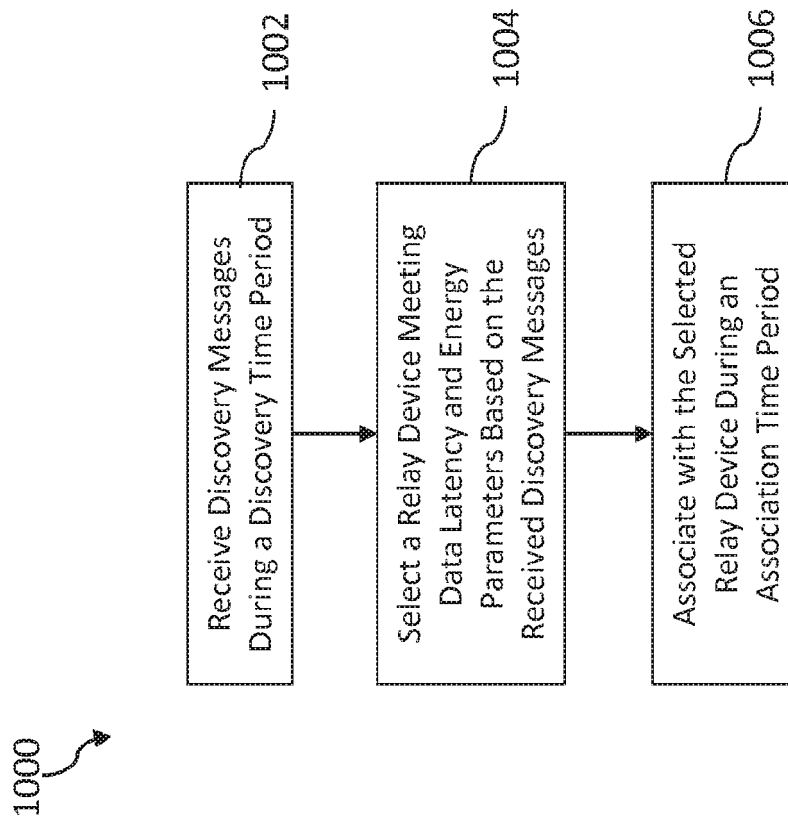 1000
Receive Discovery Messages
During a Discovery Time Period
1002
Select a Relay Device Meeting
Data Latency and Energy
Parameters Based on the
Received Discovery Messages
1004
Associate with the Selected
Relay Device During an
Association Time Period
1006